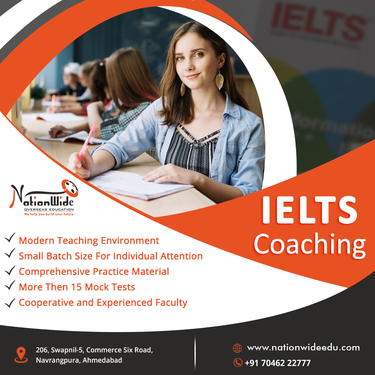 IELTS
NationWide
OVERSEAS EDUCATION
We help you build your future
IELTS
Coaching
Modern Teaching Environment
Small Batch Size For Individual Attention
Comprehensive Practice Material
More Then 15 Mock Tests
Cooperative and Experienced Faculty
206, Swapnil-5, Commerce Six Road,
Navrangpura, Ahmedabad
www.nationwideedu.com
+91 70462 22777